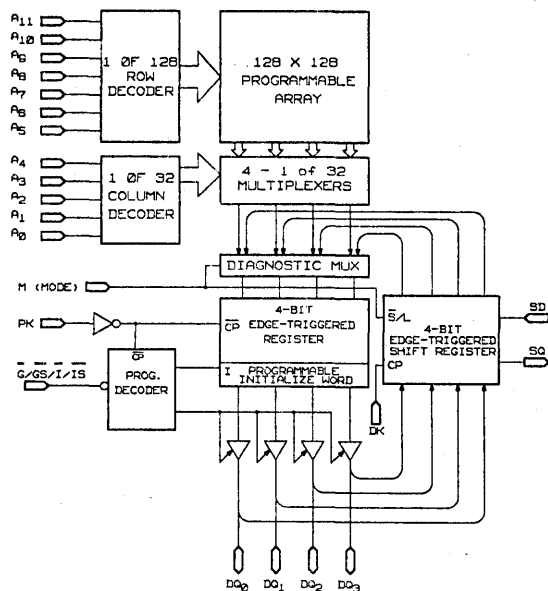 A11
A10
A9
A8
A7
A6
A5
1 OF 128
ROW
DECODER
128 X 128
PROGRAMMABLE
ARRAY
A4
A3
A2
A1
A0
1 OF 32
COLUMN
DECODER
4 - 1 of 32
MULTIPLEXERS
DIAGNOSTIC MUX
M (MODE)
PK
CP
4-BIT
EDGE-TRIGGERED
REGISTER
S/L
4-BIT
EDGE-TRIGGERED
SHIFT REGISTER
CP
SD
SQ
G/GS/I/IS
CP
PROG.
DECODER
I PROGRAMMABLE
INITIALIZE WORD
DK
DQ0
DQ1
DQ2
DQ3